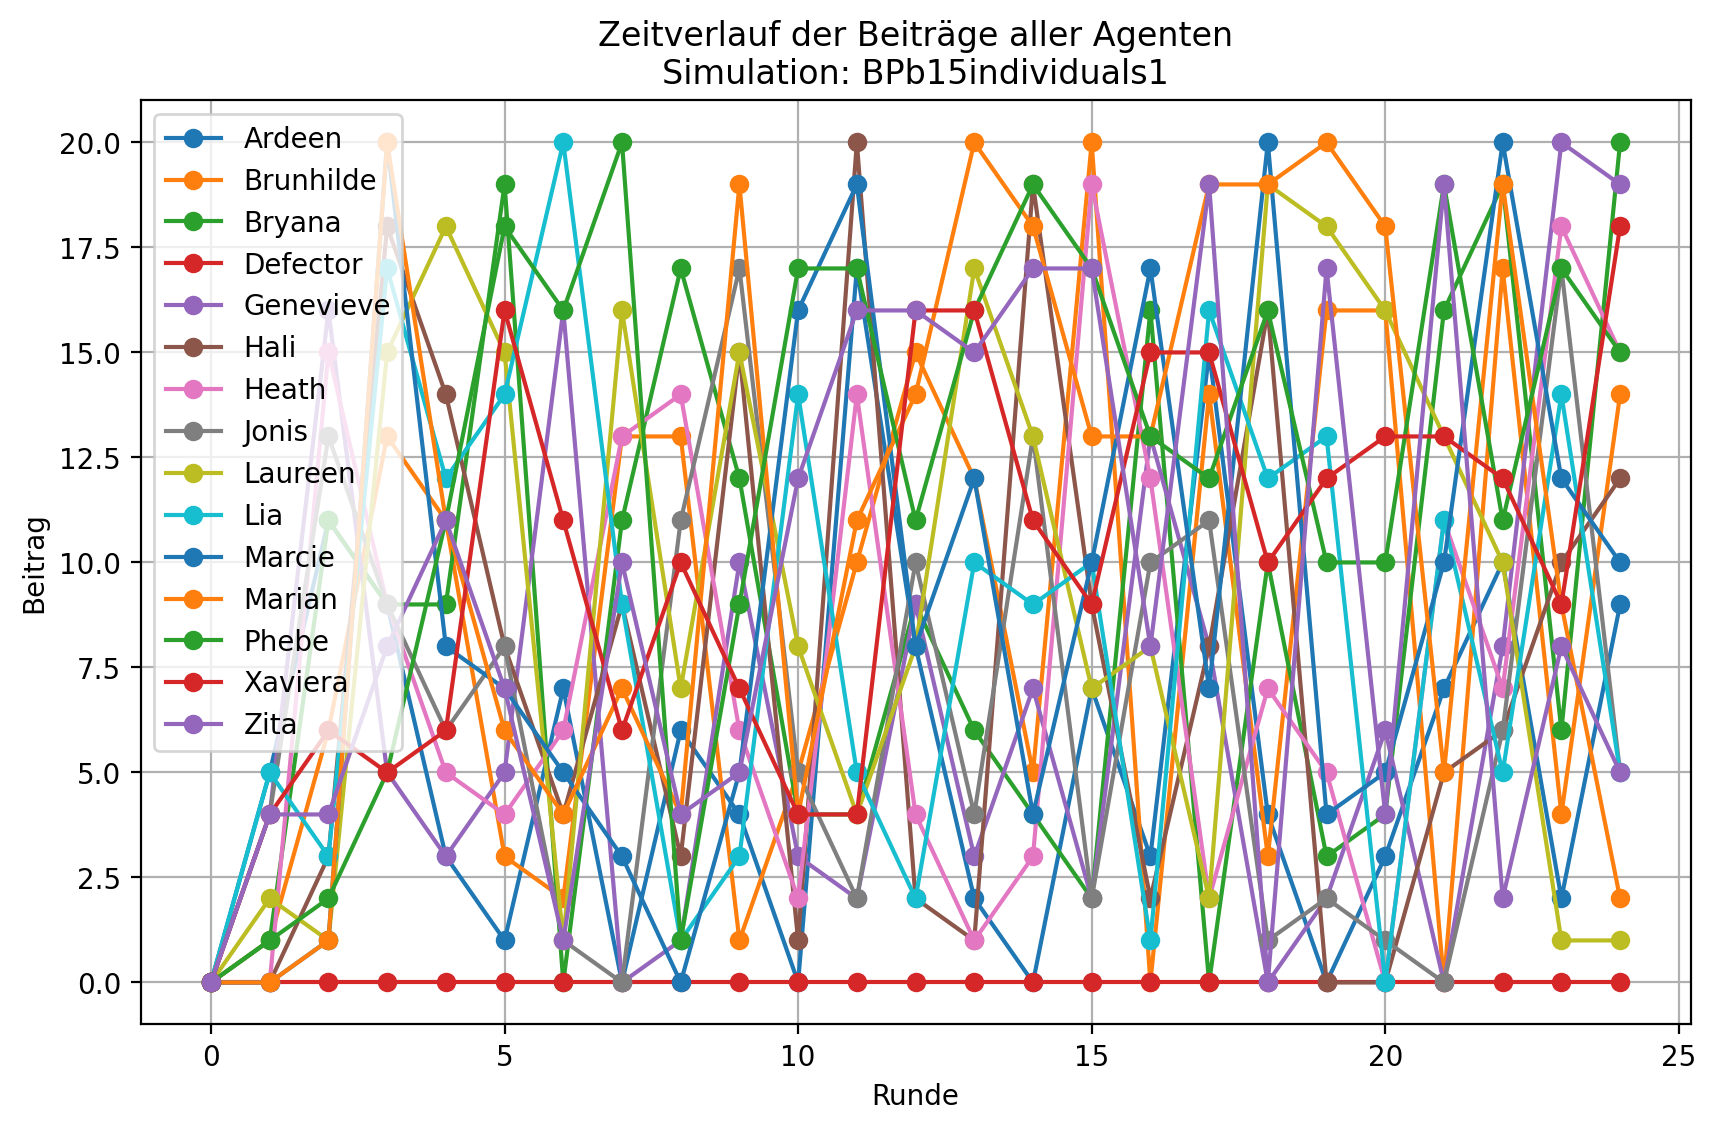 Zeitverlauf der Beiträge aller Agenten
Simulation: BPb15individuals1
Beitrag
20.0
17.5
15.0
12.5
10.0
7.5
5.0
2.5
0.0
Ardeen
Brunhilde
Bryana
Defector
Genevieve
Hali
Heath
Jonis
Laureen
Lia
Marcie
Marian
Phebe
Xaviera
Zita
0 5 10 15 20 25
Runde